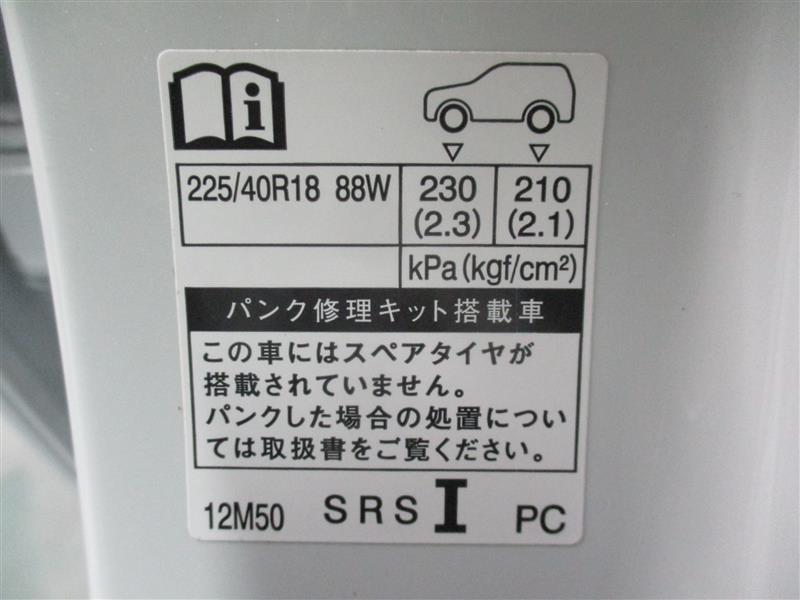 i
225/40R18 88W 230 210
(2.3) (2.1)
kPa(kgf/cm²)
パンク修理キット搭載車
この車にはスペアタイヤが
搭載されていません。
パンクした場合の処置につい
ては取扱書をご覧ください。
12M50 SRS I PC